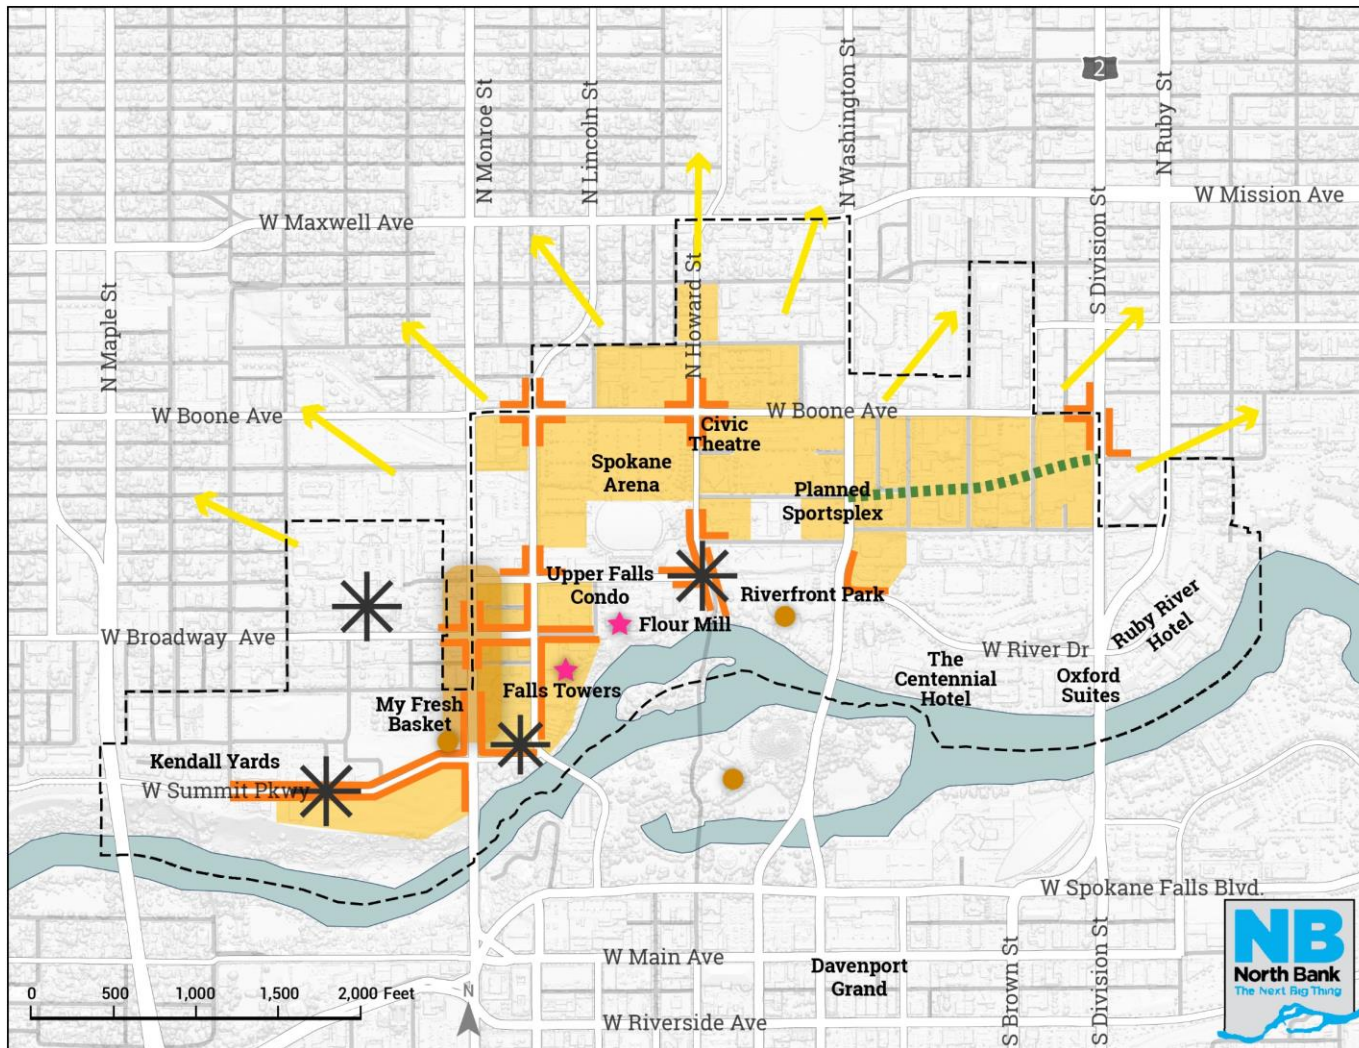 2
N Monroe St
N Lincoln St
N Washington St
N Ruby St
W Mission Ave
W Maxwell Ave
S Division St
N Maple St
N Howard St
W Boone Ave
W Boone Ave
Civic
Theatre
Spokane
Arena
Planned
Sportsplex
Upper Falls
Condo
Riverfront Park
Flour Mill
W Broadway Ave
W River Dr
Ruby River
Hotel
The
Centennial
Hotel
Oxford
Suites
Falls Towers
My Fresh
Basket
Kendall Yards
W Summit Pkwy
W Spokane Falls Blvd.
W Main Ave
Davenport
Grand
S Brown St
S Division St
W Riverside Ave
0 500 1,000 1,500 2,000 Feet
N
NB
North Bank
The Next Big Thing